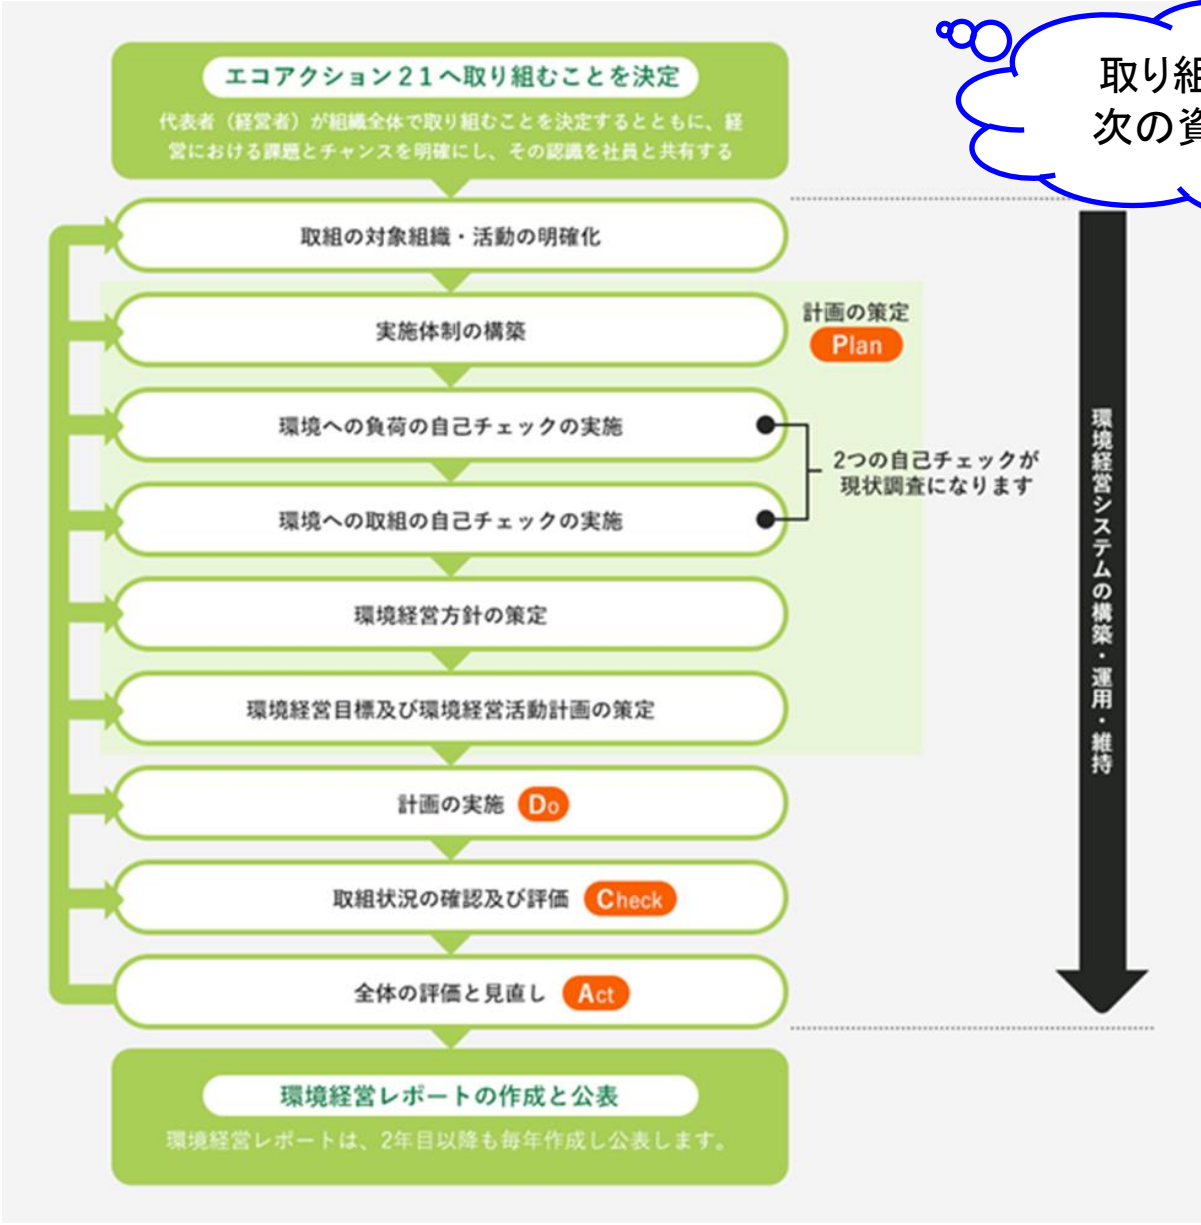 エコアクション21へ取り組むことを決定
代表者（経営者）が組織全体で取り組むことを決定するとともに、経
営における課題とチャンスを明確にし、その認識を社員と共有する
取り組
次の資
取組の対象組織・活動の明確化
実施体制の構築
計画の策定
Plan
環境への負荷の自己チェックの実施
2つの自己チェックが
現状調査になります
環境への取組の自己チェックの実施
環境経営方針の策定
環境経営目標及び環境経営活動計画の策定
計画の実施 Do
取組状況の確認及び評価 Check
全体の評価と見直し Act
環境経営システムの構築・運用・維持
環境経営レポートの作成と公表
環境経営レポートは、2年目以降も毎年作成し公表します。